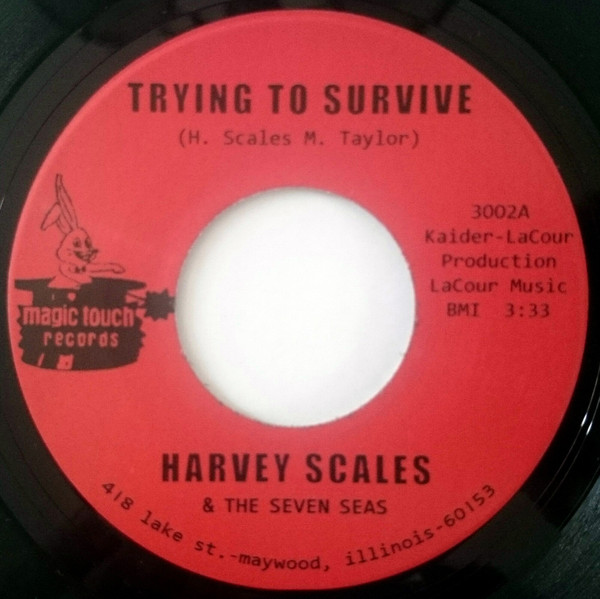 TRYING TO SURVIVE
(H. Scales M. Taylor)
3002A
Kaider-LaCour
Production
LaCour Music
BMI 3:33
magic touch
records
HARVEY SCALES
& THE SEVEN SEAS
418 lake st.-maywood, illinois-60153